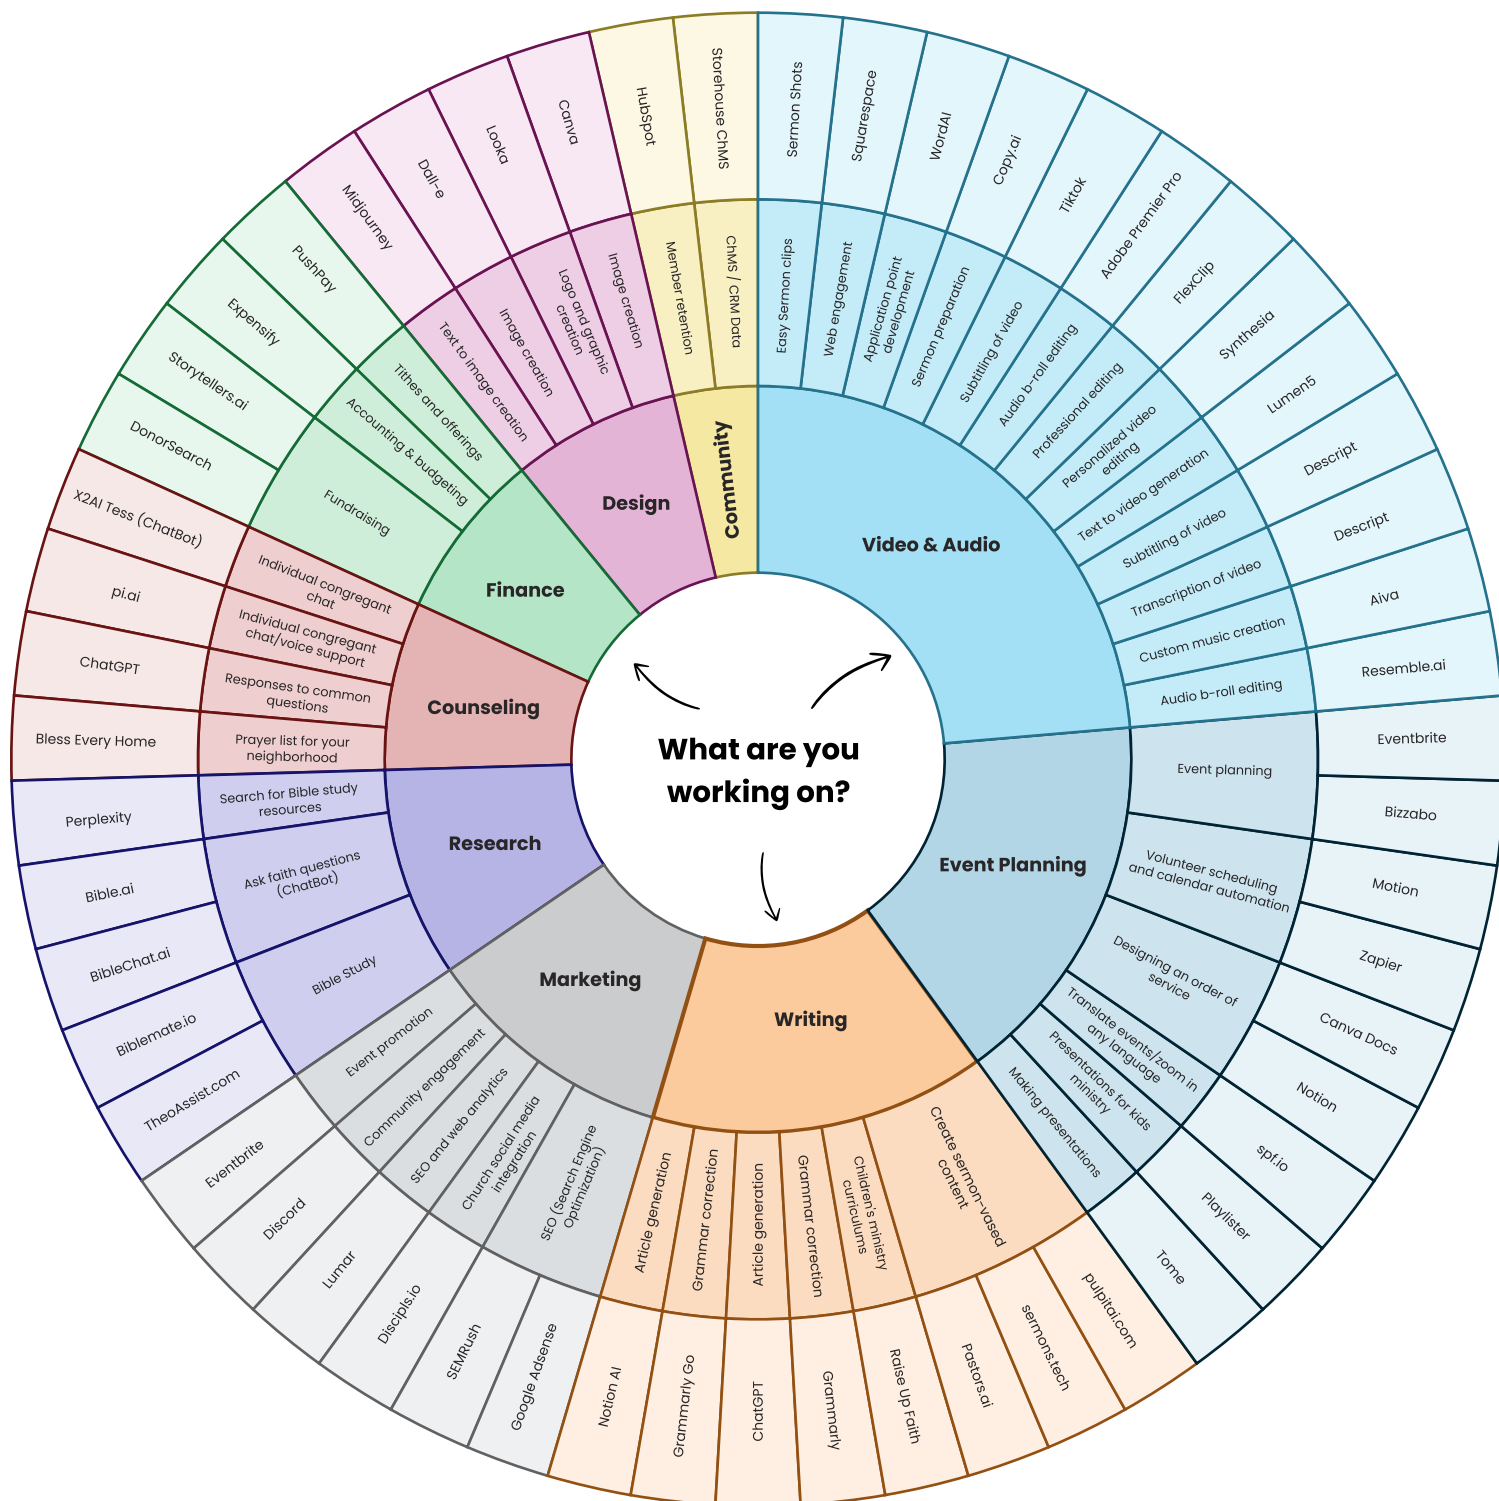 What are you
working on?
Video & Audio
Easy Sermon clips
Sermon Shots
Web engagement
Squarespace
Application point
development
WordAI
Sermon preparation
Copy.ai
Subtitling of video
Tiktok
Audio b-roll editing
Adobe Premier Pro
Professional editing
FlexClip
Personalized video
editing
Synthesia
Text to video generation
Lumen5
Subtitling of video
Descript
Transcription of video
Descript
Custom music creation
Aiva
Audio b-roll editing
Resemble.ai
Event Planning
Event planning
Eventbrite
Bizzabo
Volunteer scheduling
and calendar automation
Motion
Zapier
Designing an order of
service
Canva Docs
Notion
Translate events/zoom in
any language
spf.io
Presentations for kids
ministry
Playlister
Making presentations
Tome
Writing
Create sermon-vased
content
pulpitai.com
sermons.tech
Pastors.ai
Children's ministry
curriculums
Raise Up Faith
Grammar correction
Grammarly
Article generation
ChatGPT
Grammar correction
Grammarly Go
Article generation
Notion AI
Marketing
SEO (Search Engine
Optimization)
Google Adsense
SEMRush
Church social media
integration
Discipls.io
SEO and web analytics
Lumar
Community engagement
Discord
Event promotion
Eventbrite
Research
Bible Study
TheoAssist.com
Biblemate.io
Ask faith questions
(ChatBot)
BibleChat.ai
Bible.ai
Search for Bible study
resources
Perplexity
Counseling
Prayer list for your
neighborhood
Bless Every Home
Responses to common
questions
ChatGPT
Individual congregant
chat/voice support
pi.ai
Individual congregant
chat
X2AI Tess (ChatBot)
Finance
Fundraising
DonorSearch
Storytellers.ai
Accounting & budgeting
Expensify
Tithes and offerings
PushPay
Design
Text to image creation
Midjourney
Image creation
Dall-e
Logo and graphic
creation
Looka
Image creation
Canva
Community
Member retention
HubSpot
ChMS / CRM Data
Storehouse ChMS